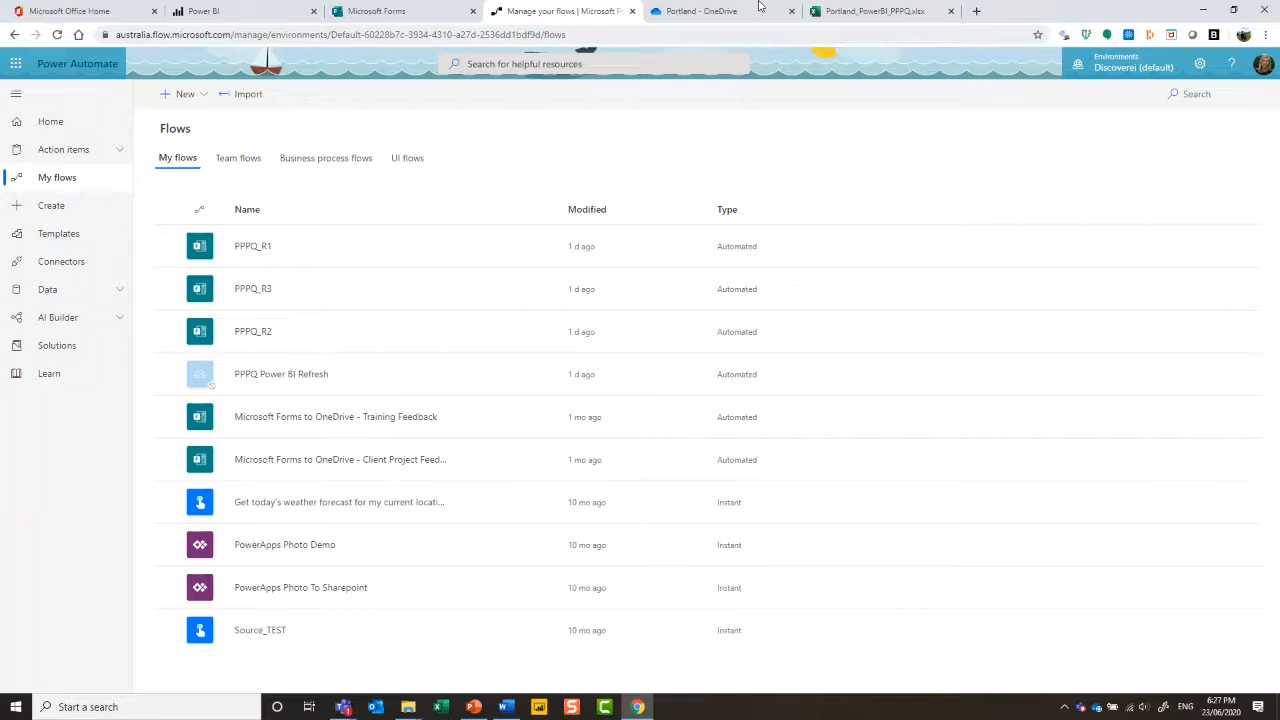 Microsoft Office Home
Power BI
Microsoft Forms
Manage your flows | Microsoft P
Portland - OneDrive
Portland_PowerBI_PPPQ.xlsx
australia.flow.microsoft.com/manage/environments/Default-60228b7c-3934-4310-a27d-2536dd1bdf9d/flows
Power Automate
Search for helpful resources
Environments
Discoverei (default)
New
Import
Search
Home
Action items
My flows
Create
Templates
Connectors
Data
AI Builder
Solutions
Learn
Flows
My flows Team flows Business process flows UI flows
Name Modified Type
PPPQ_R1 1 d ago Automated
PPPQ_R3 1 d ago Automated
PPPQ_R2 1 d ago Automated
PPPQ Power BI Refresh 1 d ago Automated
Microsoft Forms to OneDrive - Training Feedback 1 mo ago Automated
Microsoft Forms to OneDrive - Client Project Feed... 1 mo ago Automated
Get today's weather forecast for my current locati... 10 mo ago Instant
PowerApps Photo Demo 10 mo ago Instant
PowerApps Photo To Sharepoint 10 mo ago Instant
Source_TEST 10 mo ago Instant
Start a search
ENG
6:27 PM
23/06/2020